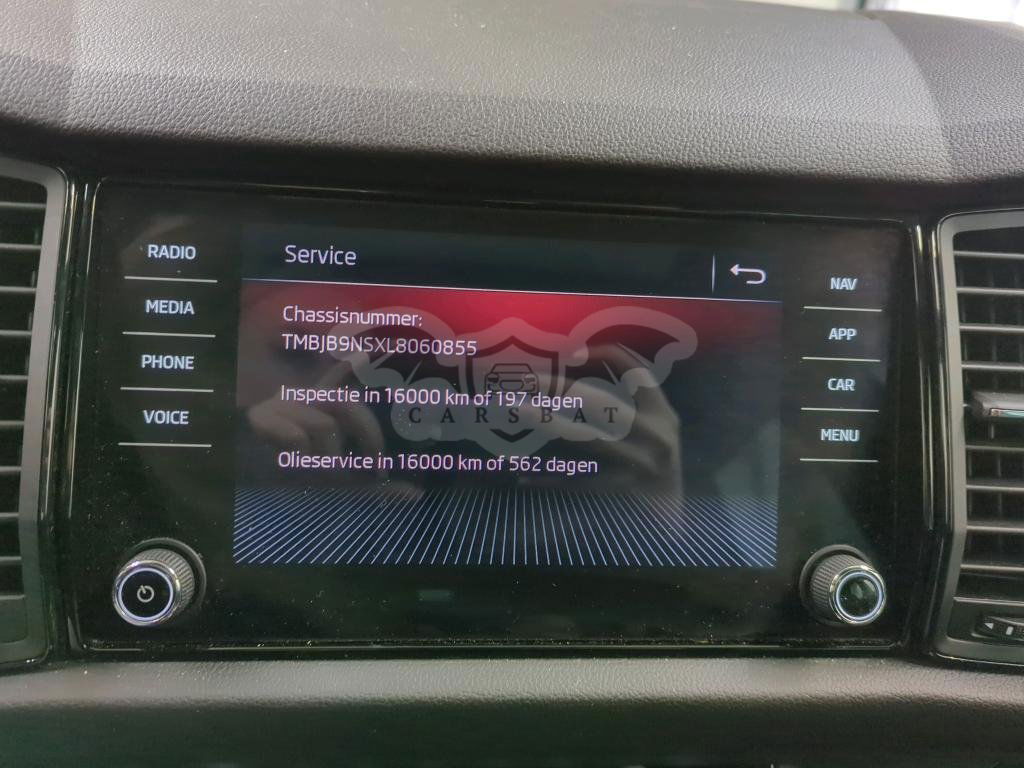 RADIO
MEDIA
PHONE
VOICE
Service
Chassisnummer:
TMBJB9NSXL8060855
Inspectie in 16000 km of 197 dagen
CARSBAT
Olieservice in 16000 km of 562 dagen
NAV
APP
CAR
MENU